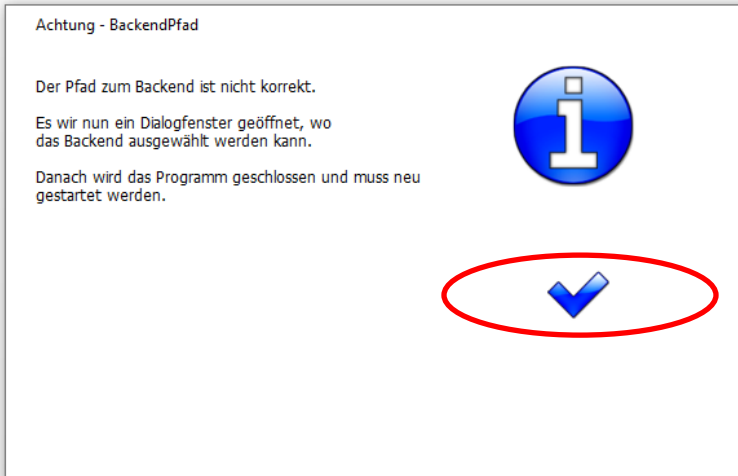 Achtung - BackendPfad
Der Pfad zum Backend ist nicht korrekt.
Es wir nun ein Dialogfenster geöffnet, wo
das Backend ausgewählt werden kann.
Danach wird das Programm geschlossen und muss neu
gestartet werden.